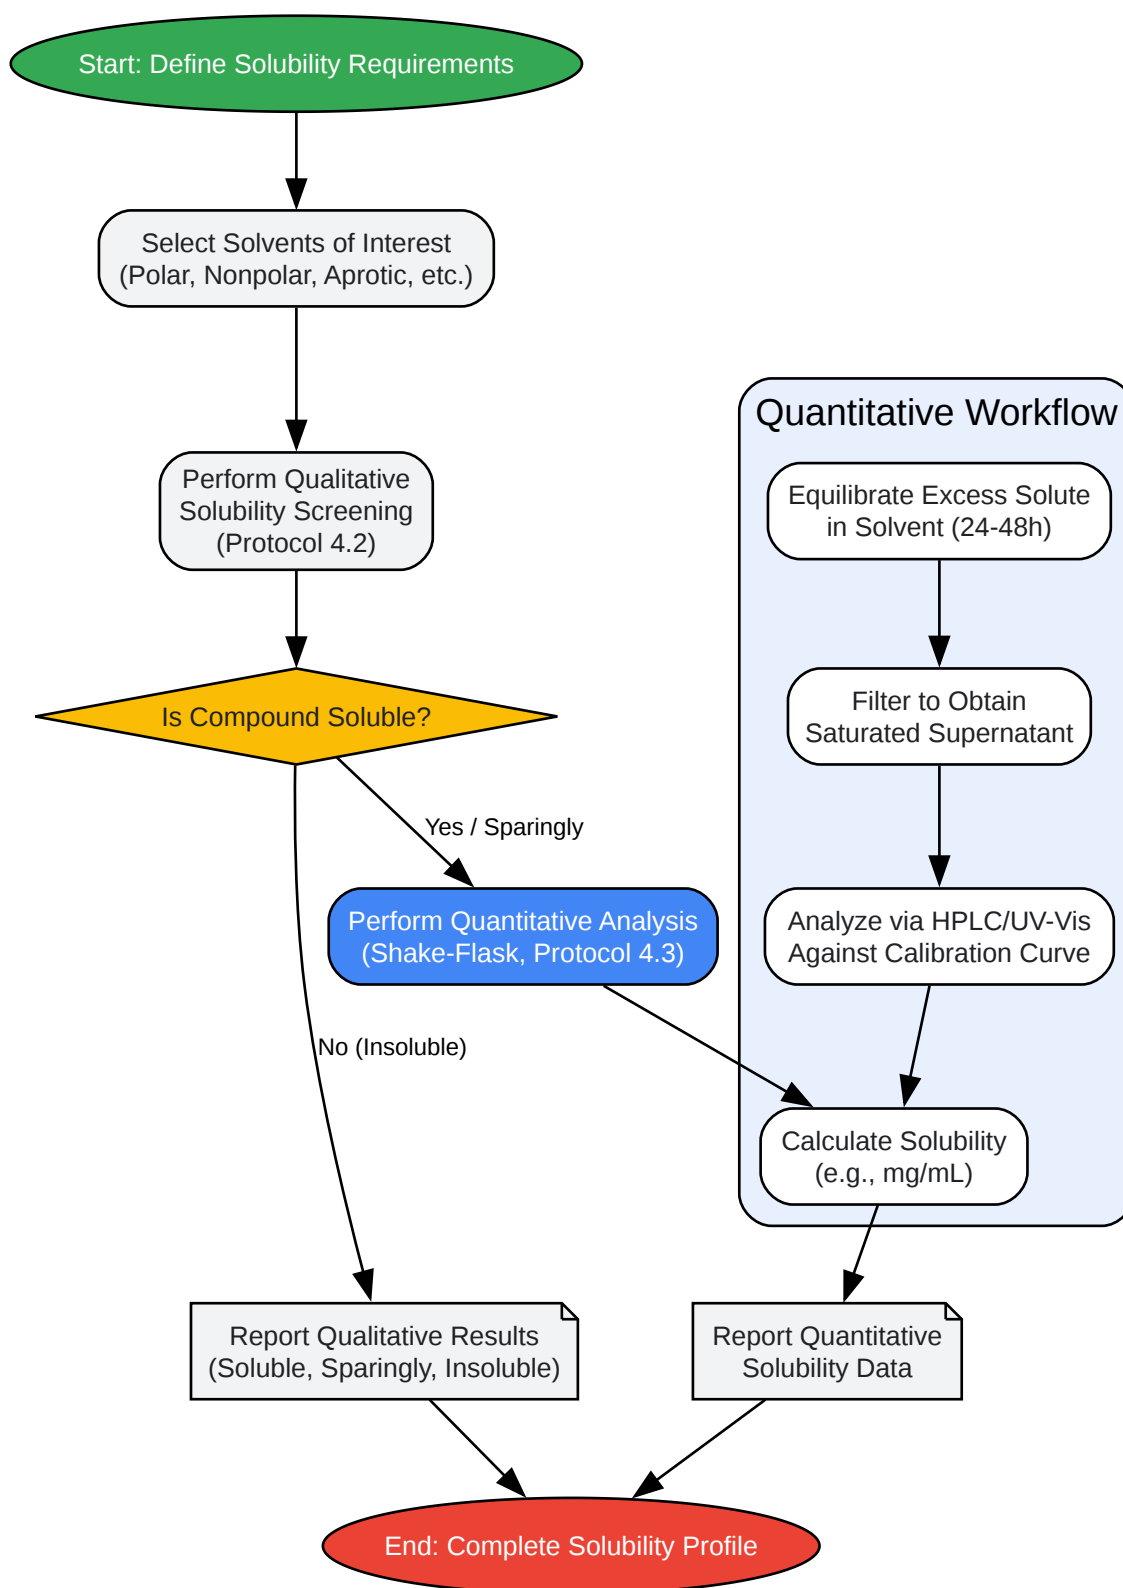 Start: Define Solubility Requirements
Select Solvents of Interest
(Polar, Nonpolar, Aprotic, etc.)
Perform Qualitative
Solubility Screening
(Protocol 4.2)
Is Compound Soluble?
Yes / Sparingly
No (Insoluble)
Perform Quantitative Analysis
(Shake-Flask, Protocol 4.3)
Quantitative Workflow
Equilibrate Excess Solute
in Solvent (24-48h)
Filter to Obtain
Saturated Supernatant
Analyze via HPLC/UV-Vis
Against Calibration Curve
Calculate Solubility
(e.g., mg/mL)
Report Qualitative Results
(Soluble, Sparingly, Insoluble)
Report Quantitative
Solubility Data
End: Complete Solubility Profile